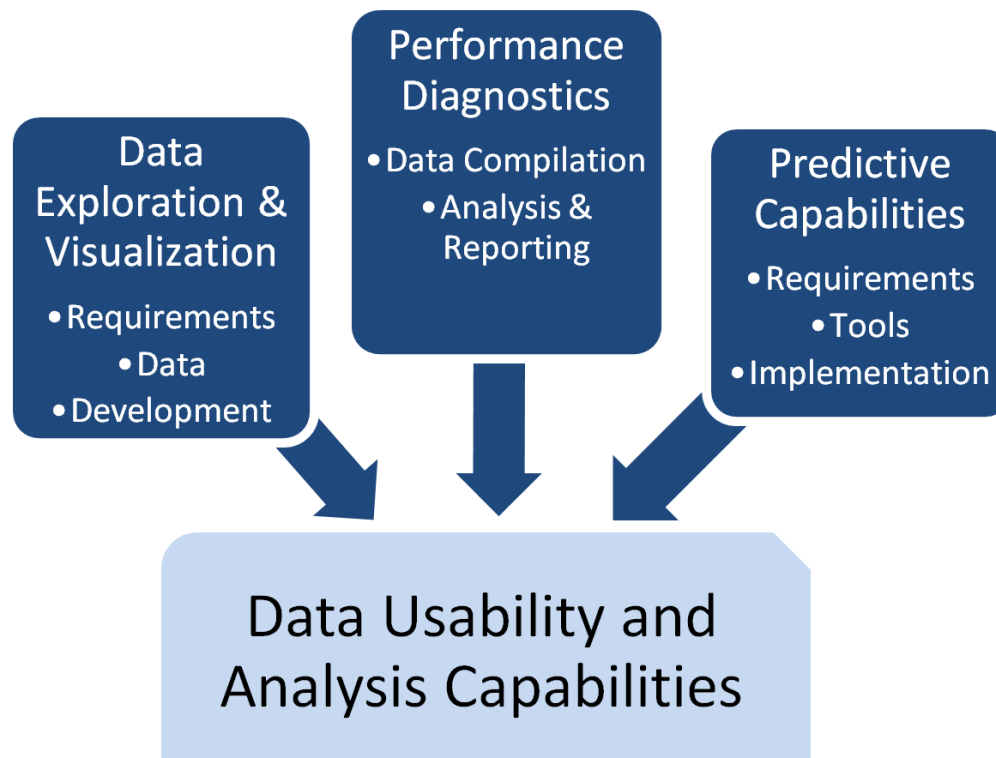 Data
Exploration &
Visualization
•Requirements
•Data
•Development
Performance
Diagnostics
•Data Compilation
•Analysis &
Reporting
Predictive
Capabilities
•Requirements
•Tools
•Implementation
Data Usability and
Analysis Capabilities